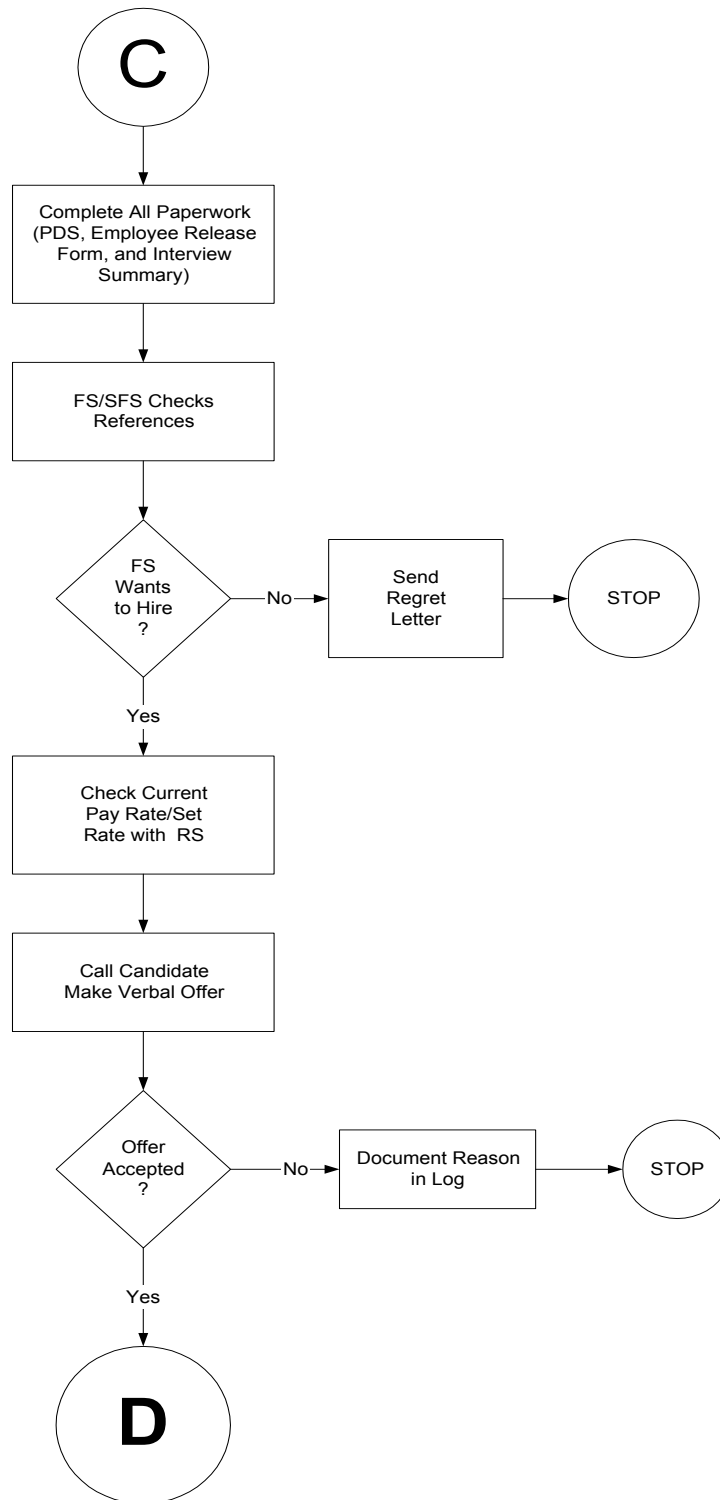 C
Complete All Paperwork
(PDS, Employee Release
Form, and Interview
Summary)
FS/SFS Checks
References
FS
Wants
to Hire
?
No
Send
Regret
Letter
STOP
Yes
Check Current
Pay Rate/Set
Rate with RS
Call Candidate
Make Verbal Offer
Offer
Accepted
?
No
Document Reason
in Log
STOP
Yes
D